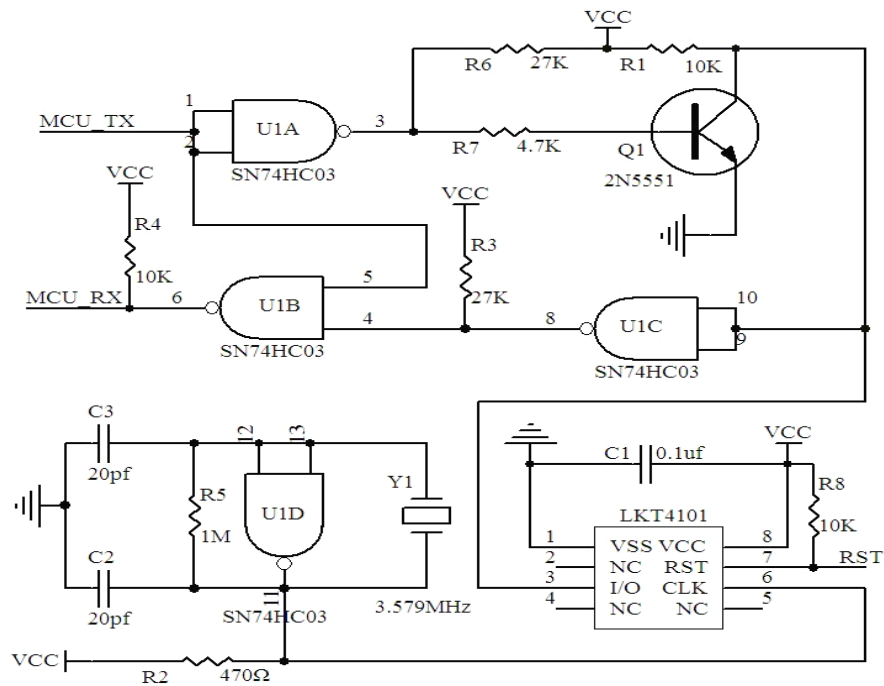 VCC
R6 27K R1 10K
1
MCU_TX
2
U1A
3
SN74HC03
R7 4.7K
Q1
2N5551
VCC
R4
10K
VCC
R3
27K
MCU_RX
6
U1B
5
4
SN74HC03
8
U1C
10
9
SN74HC03
C3
20pf
12
13
R5
1M
U1D
Y1
C2
20pf
11
SN74HC03
3.579MHz
VCC
R2 470Ω
C1 0.1uf
VCC
R8
10K
LKT4101
1 VSS VCC 8
2 NC RST 7 RST
3 I/O CLK 6
4 NC NC 5